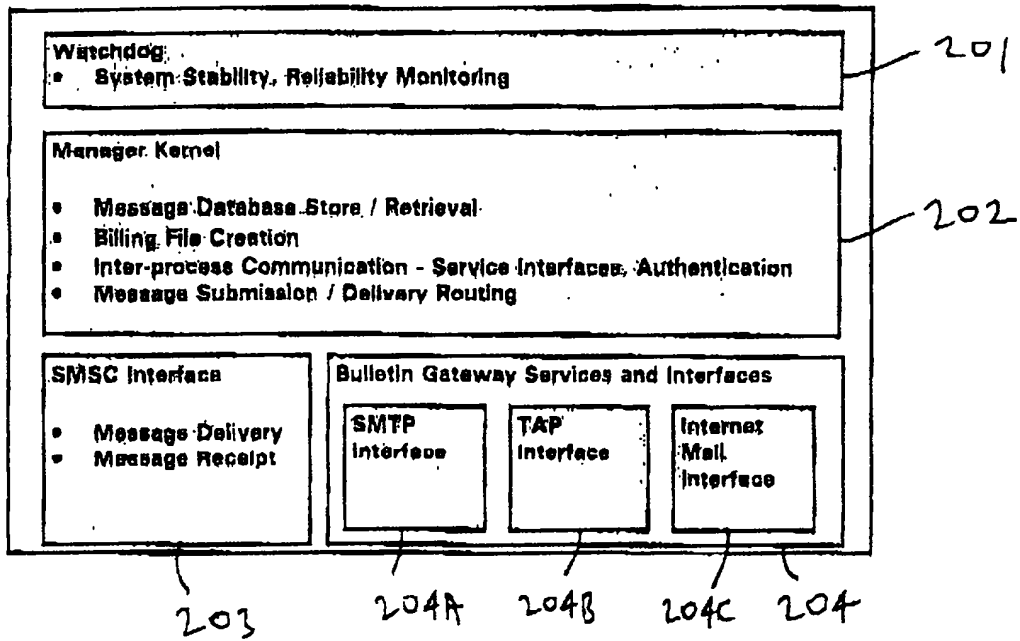 Watchdog
• System Stability, Reliability Monitoring
201
Manager Kernel
• Message Database Store / Retrieval
• Billing File Creation
• Inter-process Communication - Service Interfaces, Authentication
• Message Submission / Delivery Routing
202
SMSC Interface
• Message Delivery
• Message Receipt
Bulletin Gateway Services and Interfaces
SMTP
Interface
TAP
Interface
Internet
Mail
Interface
203
204A
204B
204C
204